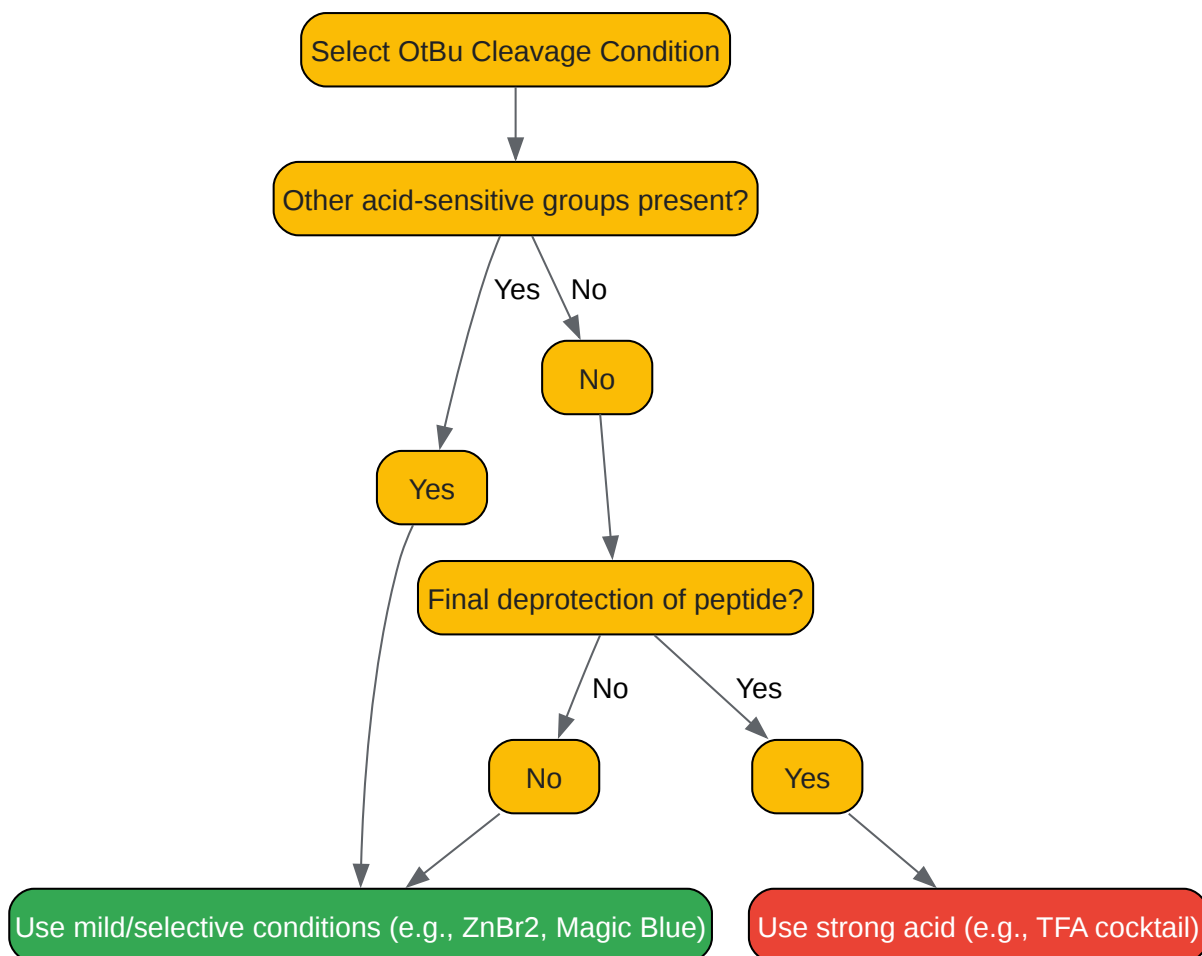 Select OtBu Cleavage Condition
Other acid-sensitive groups present?
Yes
No
No
Yes
Final deprotection of peptide?
No
Yes
No
Yes
Use mild/selective conditions (e.g., ZnBr2, Magic Blue)
Use strong acid (e.g., TFA cocktail)